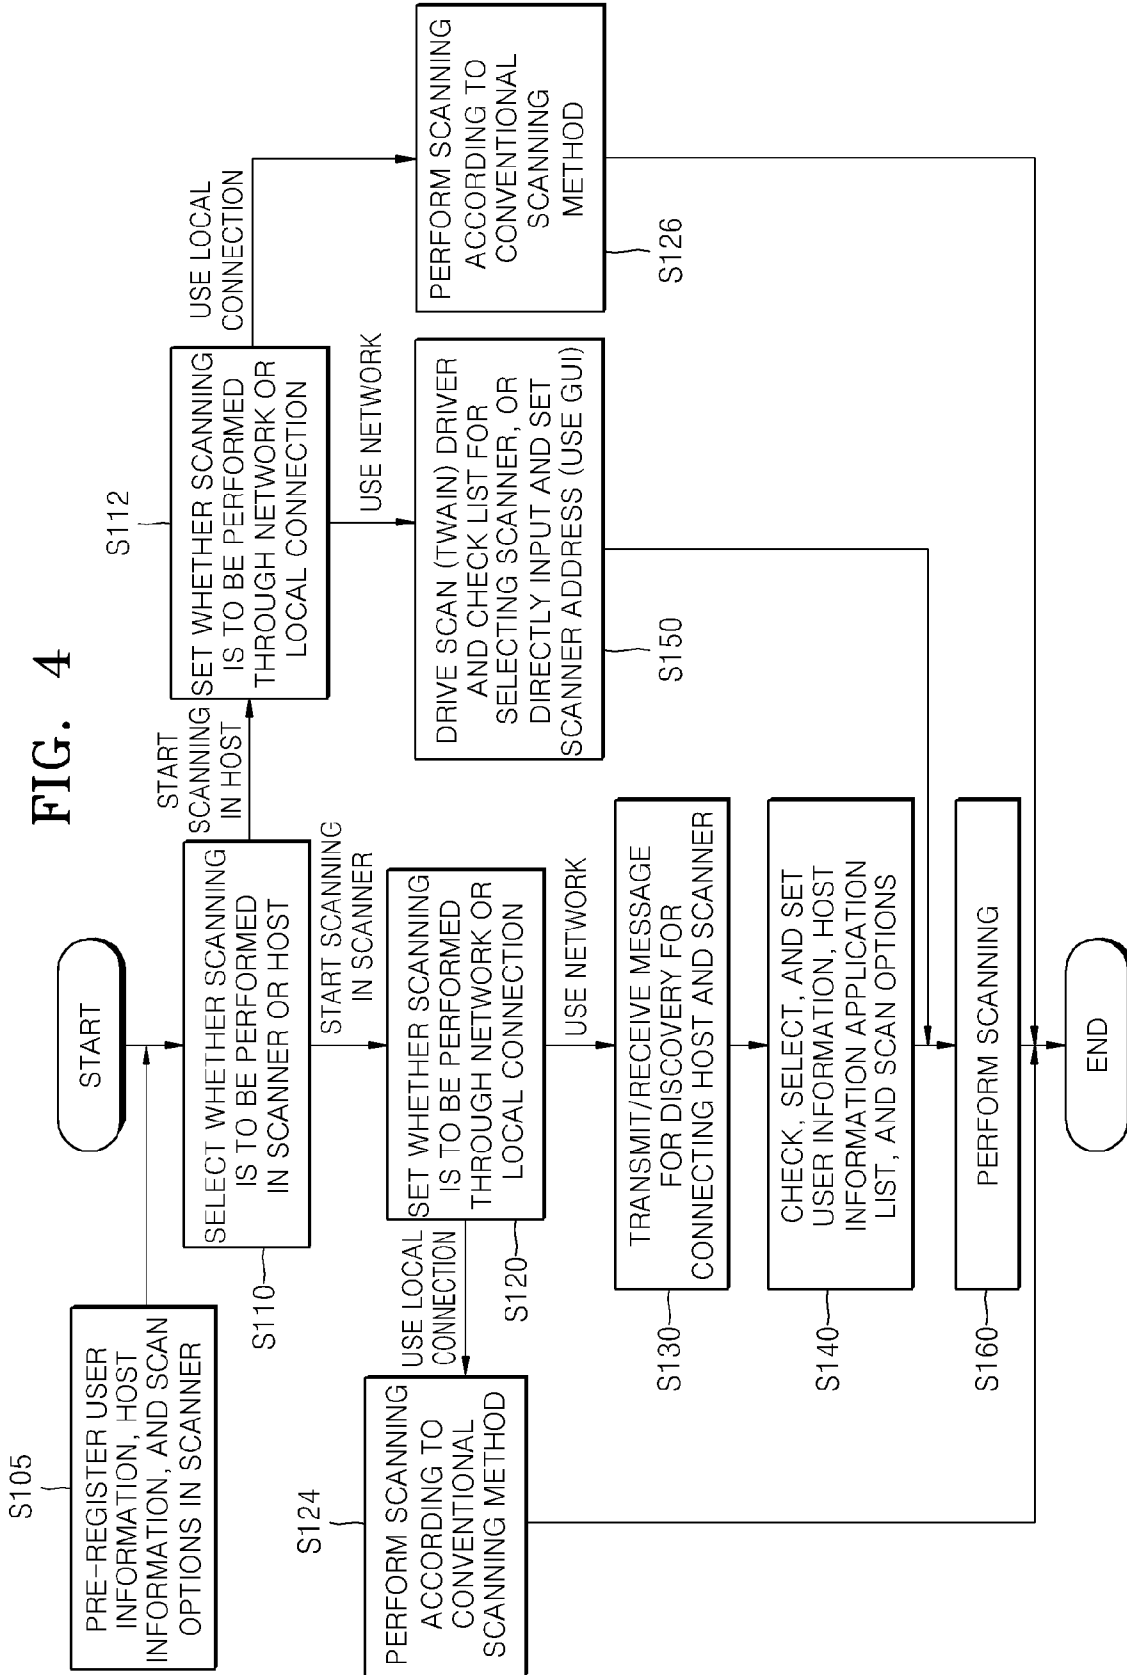 FIG. 4
START
S105
PRE-REGISTER USER
INFORMATION, HOST
INFORMATION, AND SCAN
OPTIONS IN SCANNER
SELECT WHETHER SCANNING
IS TO BE PERFORMED
IN SCANNER OR HOST
S110
START
SCANNING
IN HOST
S112
SET WHETHER SCANNING
IS TO BE PERFORMED
THROUGH NETWORK OR
LOCAL CONNECTION
USE LOCAL
CONNECTION
START SCANNING
IN SCANNER
USE NETWORK
S124
PERFORM SCANNING
ACCORDING TO
CONVENTIONAL
SCANNING METHOD
USE LOCAL
CONNECTION
SET WHETHER SCANNING
IS TO BE PERFORMED
THROUGH NETWORK OR
LOCAL CONNECTION
S120
DRIVE SCAN (TWAIN) DRIVER
AND CHECK LIST FOR
SELECTING SCANNER, OR
DIRECTLY INPUT AND SET
SCANNER ADDRESS (USE GUI)
S150
PERFORM SCANNING
ACCORDING TO
CONVENTIONAL
SCANNING
METHOD
S126
USE NETWORK
TRANSMIT/RECEIVE MESSAGE
FOR DISCOVERY FOR
CONNECTING HOST AND SCANNER
S130
CHECK, SELECT, AND SET
USER INFORMATION, HOST
INFORMATION APPLICATION
LIST, AND SCAN OPTIONS
S140
PERFORM SCANNING
S160
END